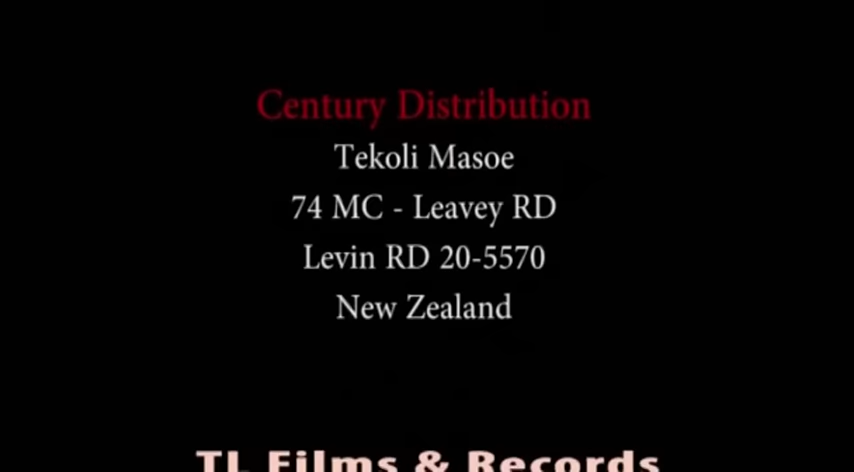 Century Distribution
Tekoli Masoe
74 MC - Leavey RD
Levin RD 20-5570
New Zealand
TL Films & Records